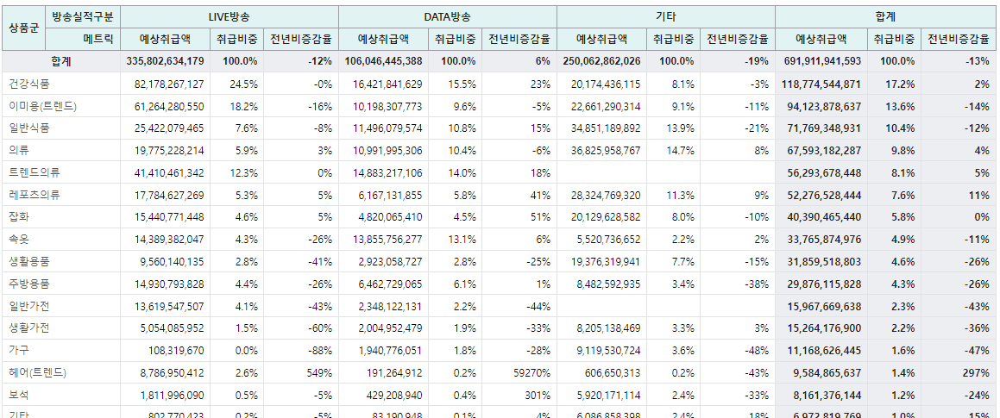 상품군 방송실적구분 LIVE방송 DATA방송 기타 합계
메트릭 예상취급액 취급비중 전년비증감율 예상취급액 취급비중 전년비증감율 예상취급액 취급비중 전년비증감율 예상취급액 취급비중 전년비증감율
합계 335,802,634,179 100.0% -12% 106,046,445,388 100.0% 6% 250,062,862,026 100.0% -19% 691,911,941,593 100.0% -13%
건강식품 82,178,267,127 24.5% -0% 16,421,841,629 15.5% 23% 20,174,436,115 8.1% -3% 118,774,544,871 17.2% 2%
이미용(트렌드) 61,264,280,550 18.2% -16% 10,198,307,773 9.6% -5% 22,661,290,314 9.1% -11% 94,123,878,637 13.6% -14%
일반식품 25,422,079,465 7.6% -8% 11,496,079,574 10.8% 15% 34,851,189,892 13.9% -21% 71,769,348,931 10.4% -12%
의류 19,775,228,214 5.9% 3% 10,991,995,306 10.4% -6% 36,825,958,767 14.7% 8% 67,593,182,287 9.8% 4%
트렌드의류 41,410,461,342 12.3% 0% 14,883,217,106 14.0% 18% 56,293,678,448 8.1% 5%
레포츠의류 17,784,627,269 5.3% 5% 6,167,131,855 5.8% 41% 28,324,769,320 11.3% 9% 52,276,528,444 7.6% 11%
잡화 15,440,771,448 4.6% 5% 4,820,065,410 4.5% 51% 20,129,628,582 8.0% -10% 40,390,465,440 5.8% 0%
속옷 14,389,382,047 4.3% -26% 13,855,756,277 13.1% 6% 5,520,736,652 2.2% 2% 33,765,874,976 4.9% -11%
생활용품 9,560,140,135 2.8% -41% 2,923,058,727 2.8% -25% 19,376,319,941 7.7% -15% 31,859,518,803 4.6% -26%
주방용품 14,930,793,828 4.4% -26% 6,462,729,065 6.1% 1% 8,482,592,935 3.4% -38% 29,876,115,828 4.3% -26%
일반가전 13,619,547,507 4.1% -43% 2,348,122,131 2.2% -44% 15,967,669,638 2.3% -43%
생활가전 5,054,085,952 1.5% -60% 2,004,952,479 1.9% -33% 8,205,138,469 3.3% 3% 15,264,176,900 2.2% -36%
가구 108,319,670 0.0% -88% 1,940,776,051 1.8% -28% 9,119,530,724 3.6% -48% 11,168,626,445 1.6% -47%
헤어(트렌드) 8,786,950,412 2.6% 549% 191,264,912 0.2% 59270% 606,650,313 0.2% -43% 9,584,865,637 1.4% 297%
보석 1,811,996,090 0.5% -5% 429,208,940 0.4% 301% 5,920,171,114 2.4% -33% 8,161,376,144 1.2% -24%
기타 802,770,423 0.2% -5% 83,190,948 0.1% 6,086,858,398 2.4% 6,972,819,769 1.0%